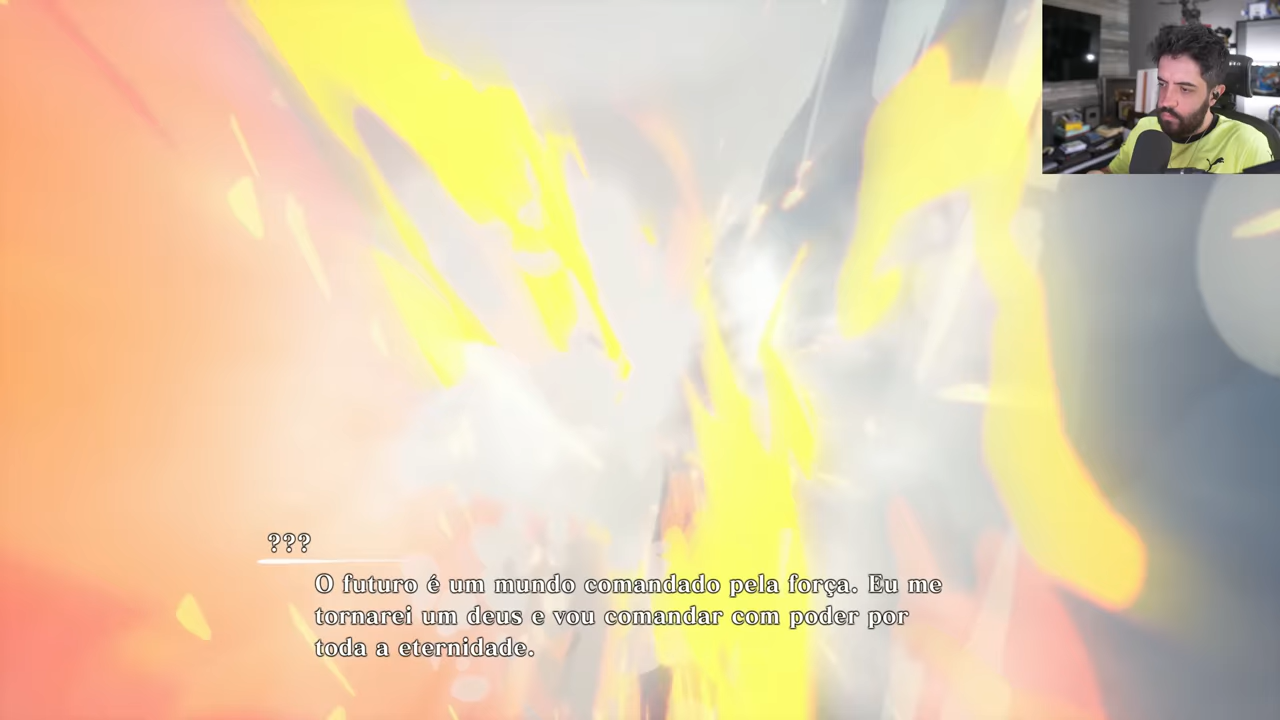 ???
O futuro é um mundo comandado pela força. Eu me
tornarei um deus e vou comandar com poder por
toda a eternidade.